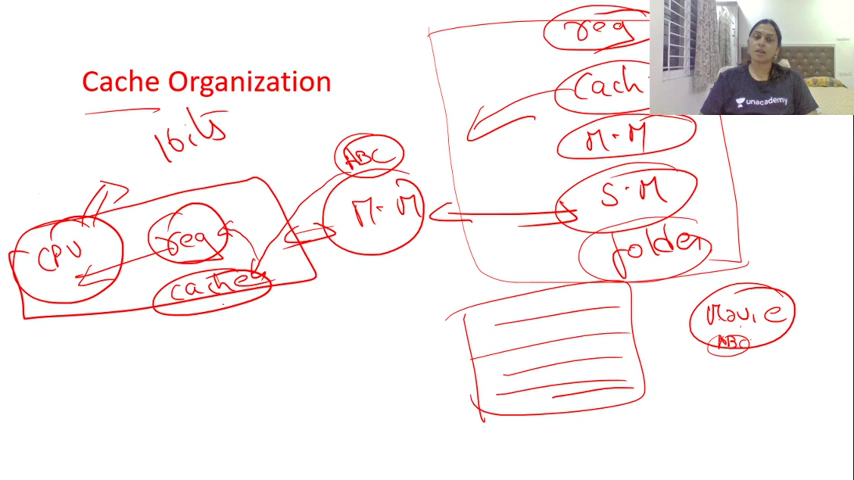 Cache Organization
16 bits
CPU
reg
cache
ABC
M-M
reg
Cach
M-M
S-M
folder
Movie
ABC
unacademy